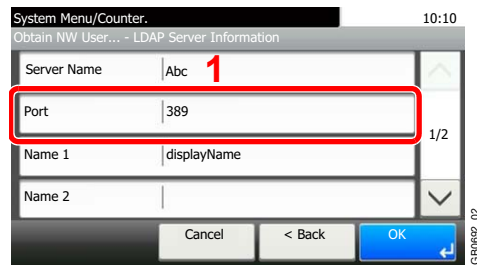 System Menu/Counter.
10:10
Obtain NW User... - LDAP Server Information
Server Name Abc 1
Port 389
1/2
Name 1 displayName
Name 2
Cancel < Back OK
GB0692_02